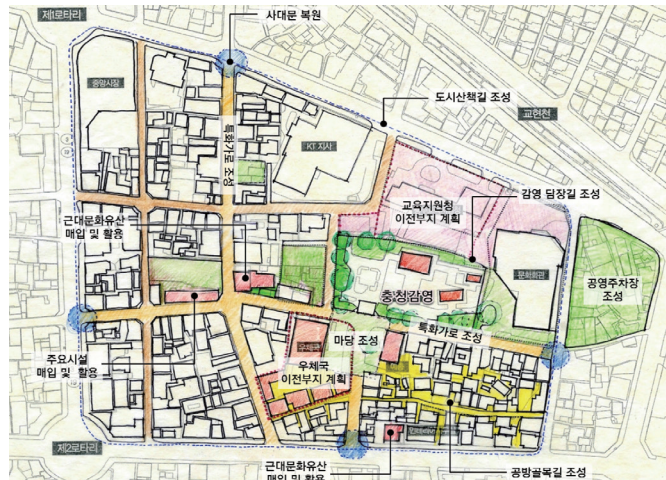 제1로타리
사대문 복원
중앙시장
도시산책길 조성
교현천
KT 지사
특화가로 조성
감영 담장길 조성
교육지원청
이전부지 계획
근대문화유산
매입 및 활용
문화회관
공영주차장
조성
충청감영
특화가로 조성
우체국
마당 조성
주요시설
매입 및 활용
우체국
이전부지 계획
제2로타리
근대문화유산
매입 및 활용
공방골목길 조성